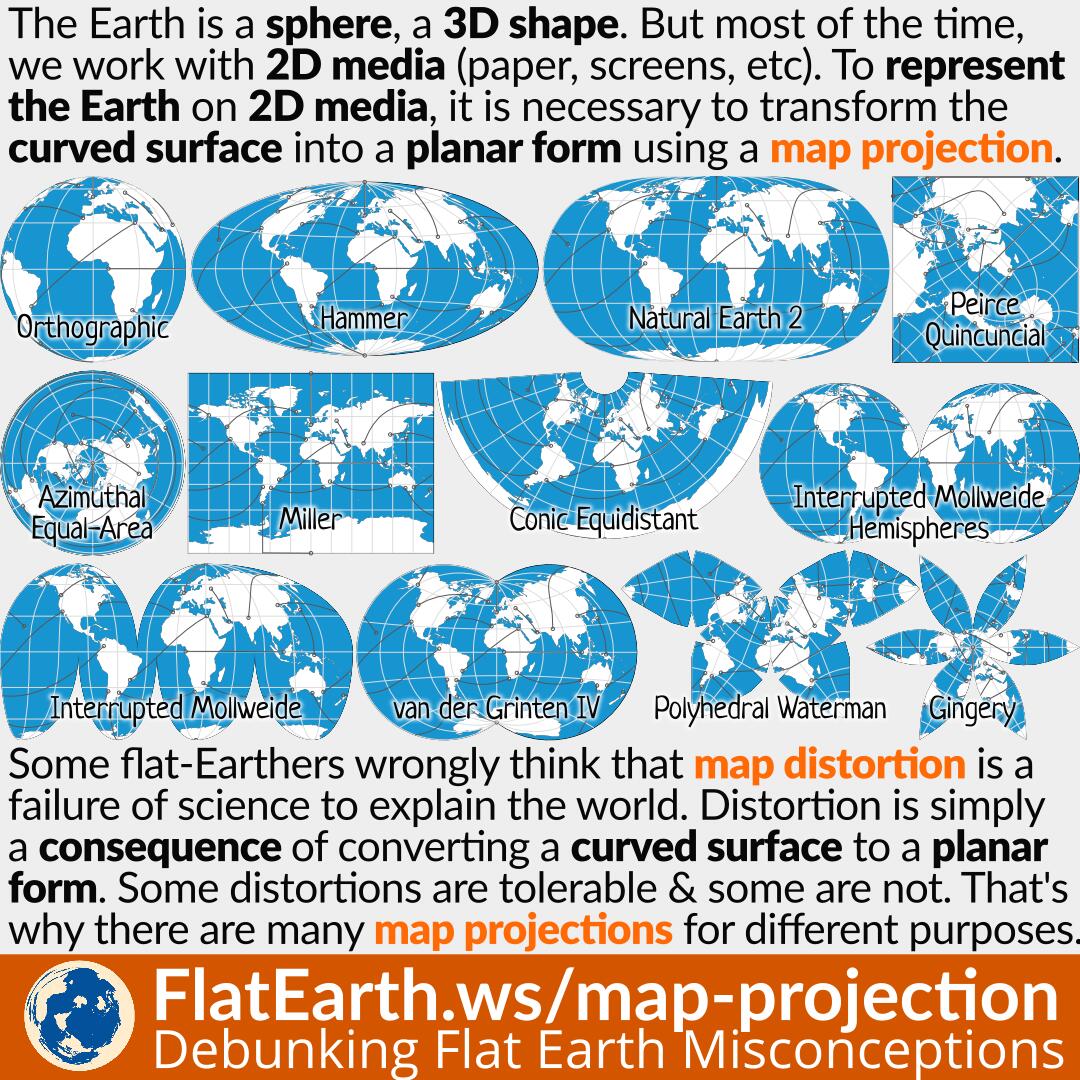 The Earth is a sphere, a 3D shape. But most of the time,
we work with 2D media (paper, screens, etc). To represent
the Earth on 2D media, it is necessary to transform the
curved surface into a planar form using a map projection.
Orthographic
Hammer
Natural Earth 2
Peirce
Quincuncial
Azimuthal
Equal-Area
Miller
Conic Equidistant
Interrupted Mollweide
Hemispheres
Interrupted Mollweide
van der Grinten IV
Polyhedral Waterman
Gingery
Some flat-Earthers wrongly think that map distortion is a
failure of science to explain the world. Distortion is simply
a consequence of converting a curved surface to a planar
form. Some distortions are tolerable & some are not. That's
why there are many map projections for different purposes.
FlatEarth.ws/map-projection
Debunking Flat Earth Misconceptions